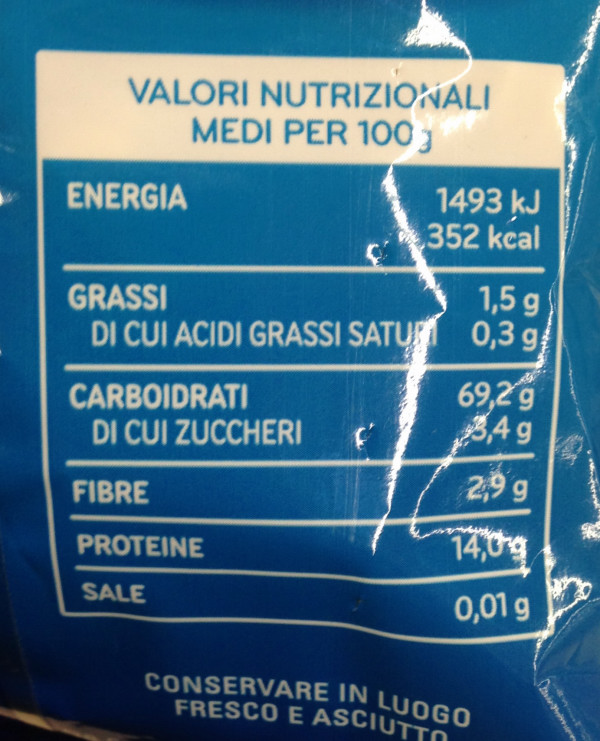 VALORI NUTRIZIONALI
MEDI PER 100g
ENERGIA 1493 kJ
352 kcal
GRASSI 1,5 g
DI CUI ACIDI GRASSI SATURI 0,3 g
CARBOIDRATI 69,2 g
DI CUI ZUCCHERI 3,4 g
FIBRE 2,9 g
PROTEINE 14,0 g
SALE 0,01 g
CONSERVARE IN LUOGO
FRESCO E ASCIUTTO